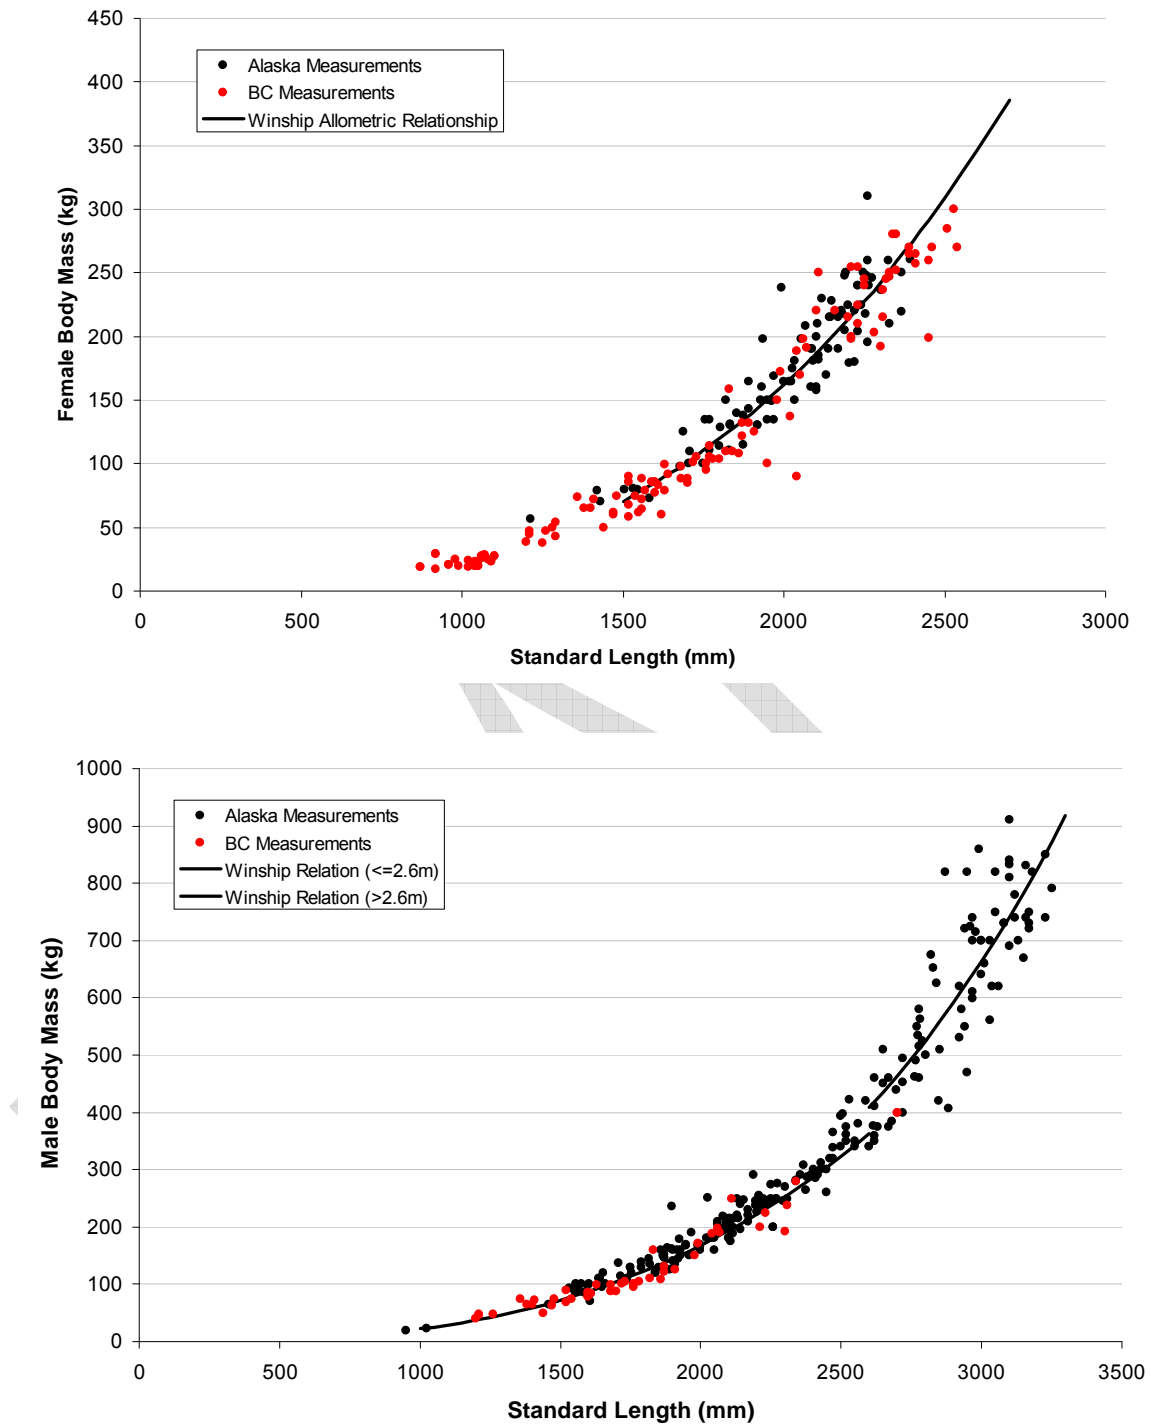 450
400
350
300
250
200
150
100
50
0
Female Body Mass (kg)
Alaska Measurements
BC Measurements
Winship Allometric Relationship
0 500 1000 1500 2000 2500 3000
Standard Length (mm)
1000
900
800
700
600
500
400
300
200
100
0
Male Body Mass (kg)
Alaska Measurements
BC Measurements
Winship Relation (<=2.6m)
Winship Relation (>2.6m)
0 500 1000 1500 2000 2500 3000 3500
Standard Length (mm)